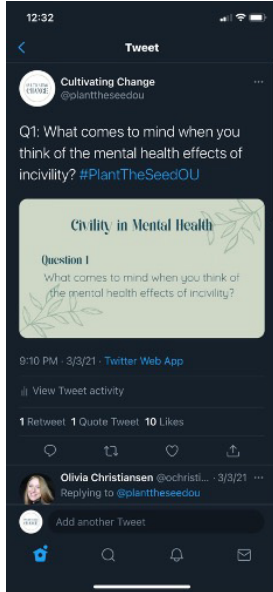 12:32
Tweet
CHANGE
Cultivating Change
@planttheseedou
Q1: What comes to mind when you
think of the mental health effects of
incivility? #PlantTheSeedOU
Civility in Mental Health
Question 1
What comes to mind when you think of
the mental health effects of incivility?
9:10 PM · 3/3/21 · Twitter Web App
View Tweet activity
1 Retweet 1 Quote Tweet 10 Likes
Olivia Christiansen @ochristi... · 3/3/21
Replying to @planttheseedou
Add another Tweet